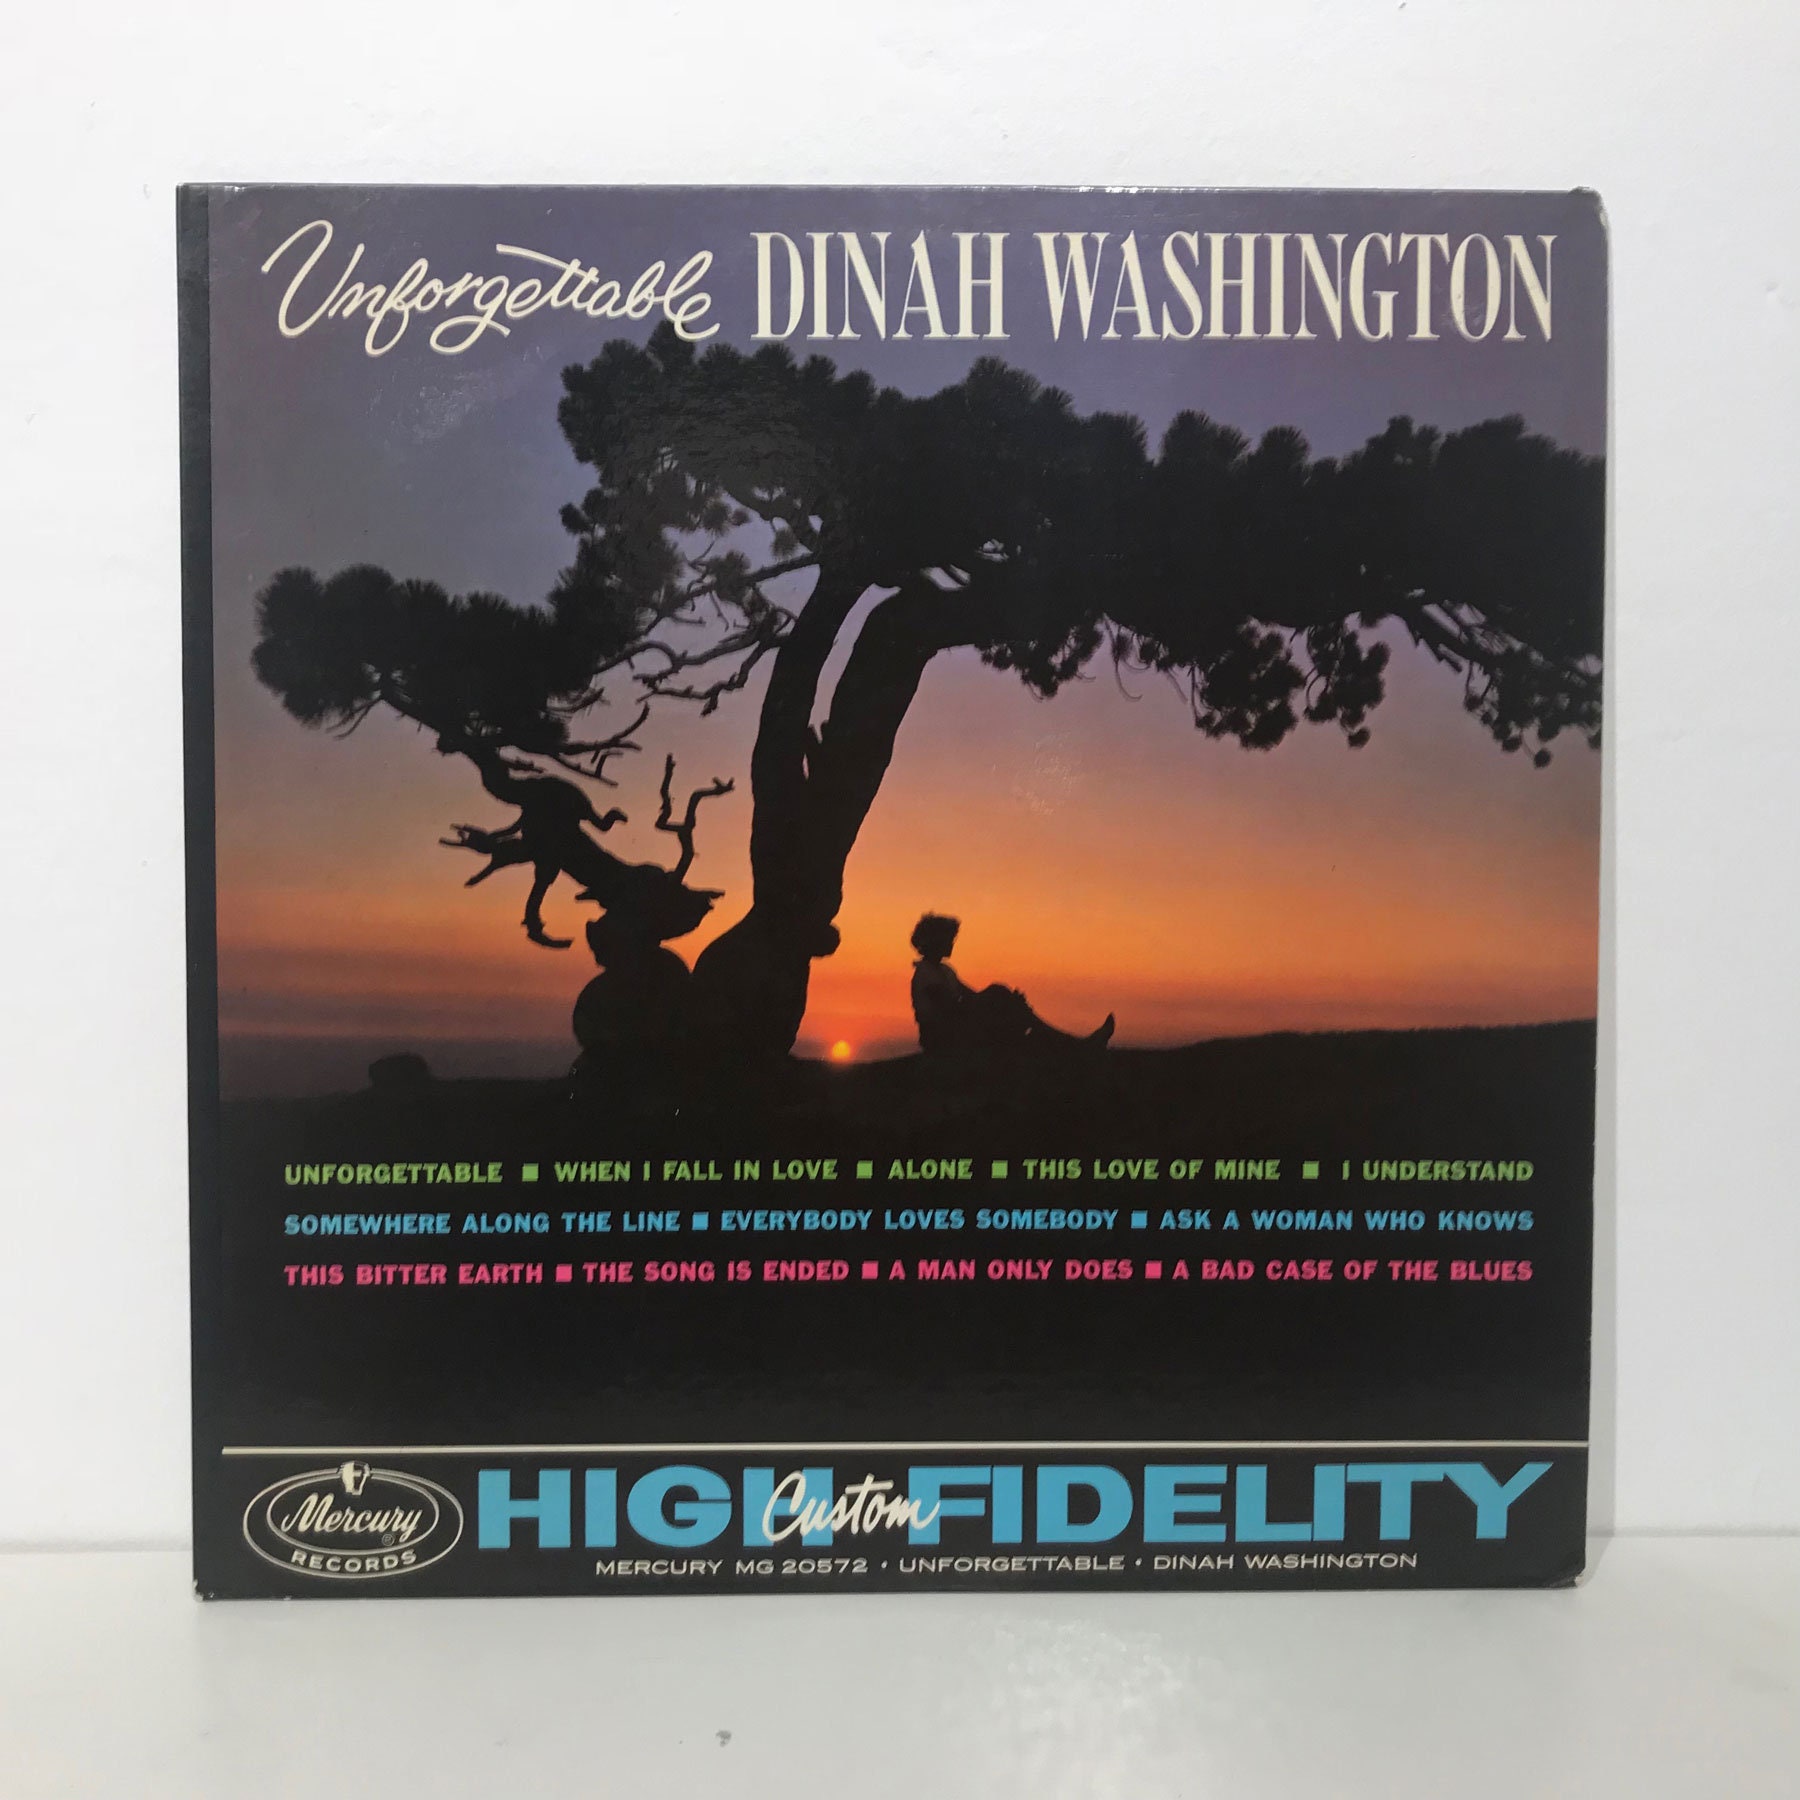 Unforgettable DINAH WASHINGTON
UNFORGETTABLE ■ WHEN I FALL IN LOVE ■ ALONE ■ THIS LOVE OF MINE ■ I UNDERSTAND
SOMEWHERE ALONG THE LINE ■ EVERYBODY LOVES SOMEBODY ■ ASK A WOMAN WHO KNOWS
THIS BITTER EARTH ■ THE SONG IS ENDED ■ A MAN ONLY DOES ■ A BAD CASE OF THE BLUES
Mercury ®
RECORDS
HIGH Custom FIDELITY
MERCURY MG 20572 • UNFORGETTABLE • DINAH WASHINGTON